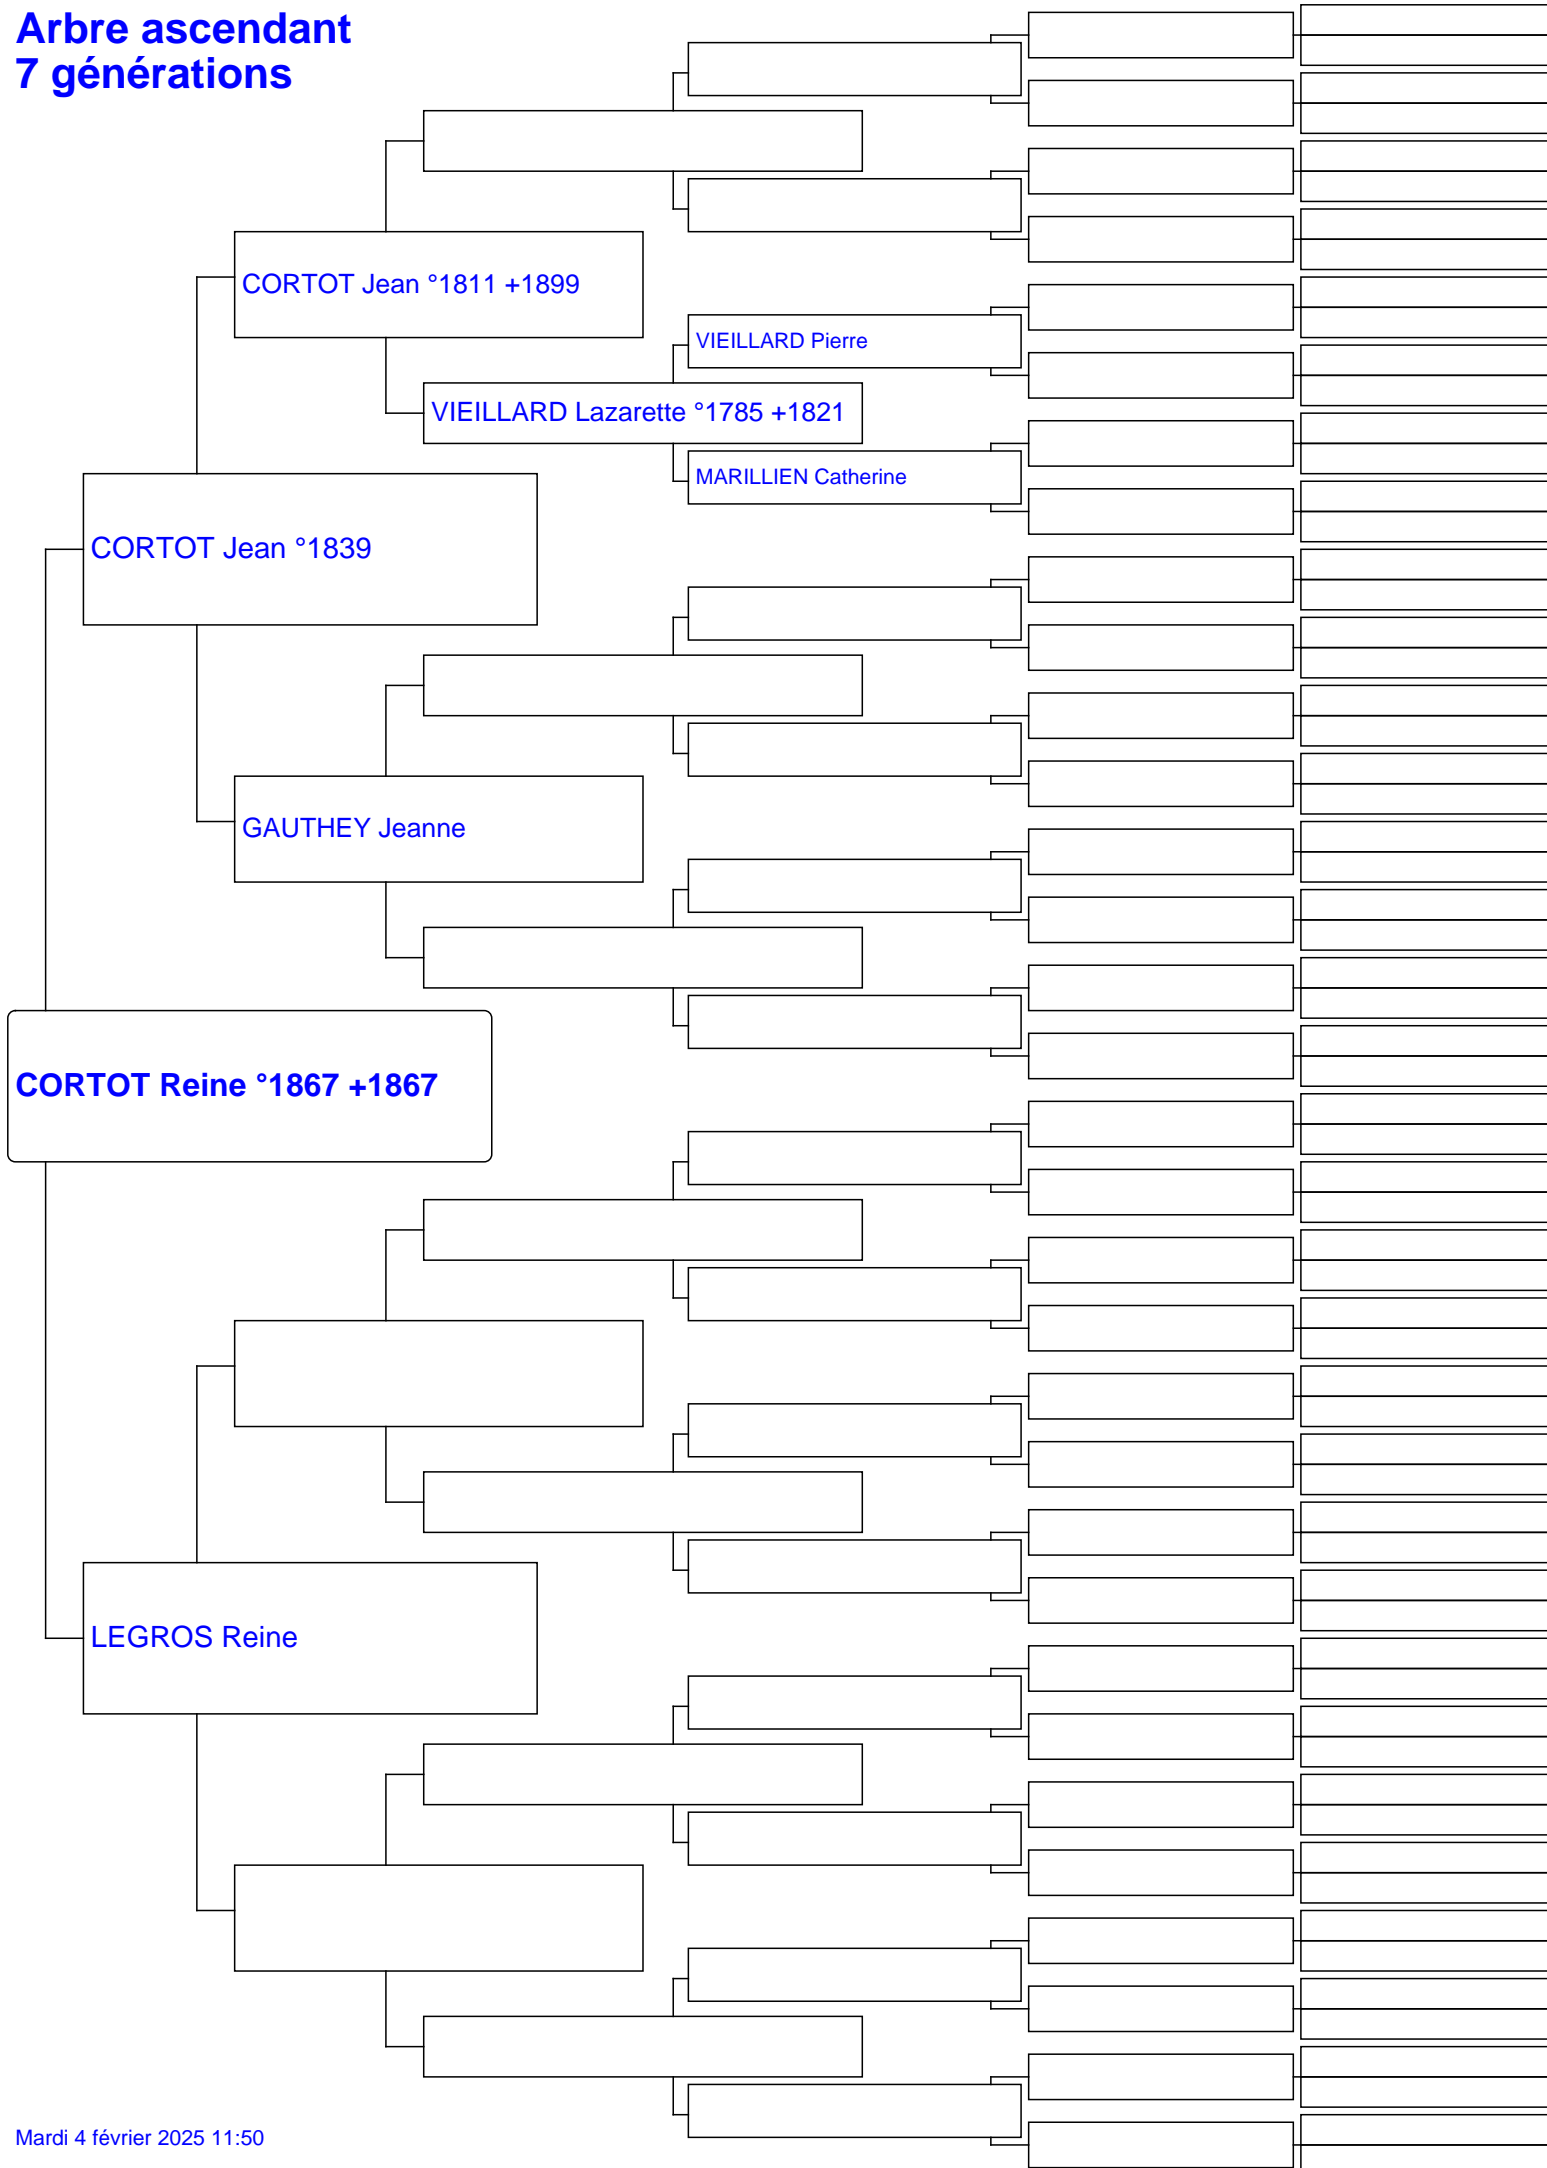 Arbre ascendant
7 générations
CORTOT Jean °1811 +1899
VIEILLARD Pierre
VIEILLARD Lazarette °1785 +1821
MARILLIEN Catherine
CORTOT Jean °1839
GAUTHEY Jeanne
CORTOT Reine °1867 +1867
LEGROS Reine
Mardi 4 février 2025 11:50